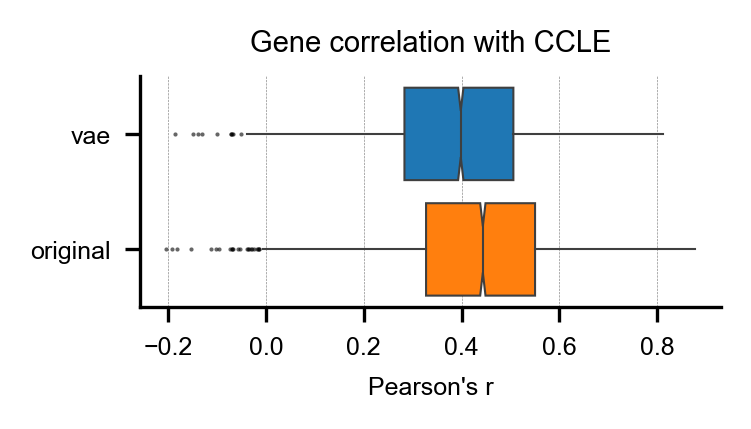 Gene correlation with CCLE
vae
original
−0.2 0.0 0.2 0.4 0.6 0.8
Pearson's r